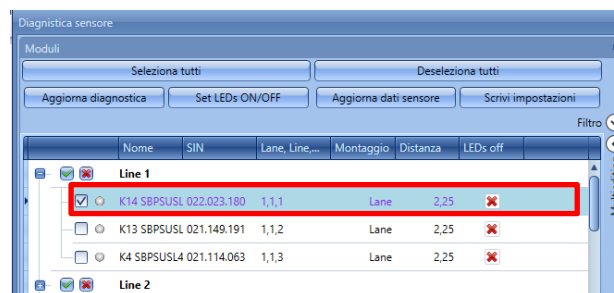 Diagnistica sensore
Moduli
Seleziona tutti Deseleziona tutti
Aggiorna diagnostica Set LEDs ON/OFF Aggiorna dati sensore Scrivi impostazioni
Filtro
Nome SIN Lane, Line,... Montaggio Distanza LEDs off
Line 1
K14 SBPSUSL 022.023.180 1,1,1 Lane 2,25
K13 SBPSUSL 021.149.191 1,1,2 Lane 2,25
K4 SBPSUSL4 021.114.063 1,1,3 Lane 2,25
Line 2